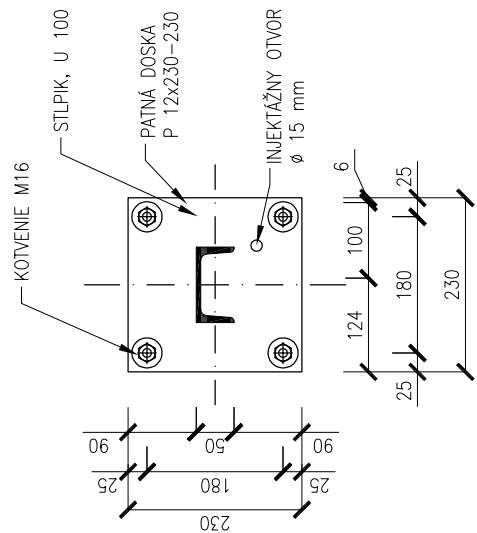 KOTVENIE M16
STLPIK, U 100
PATNÁ DOSKA
P 12x230-230
INJEKTÁŽNY OTVOR
ø 15 mm
6
124
100
25
180
25
230
90
50
90
25
180
25
230